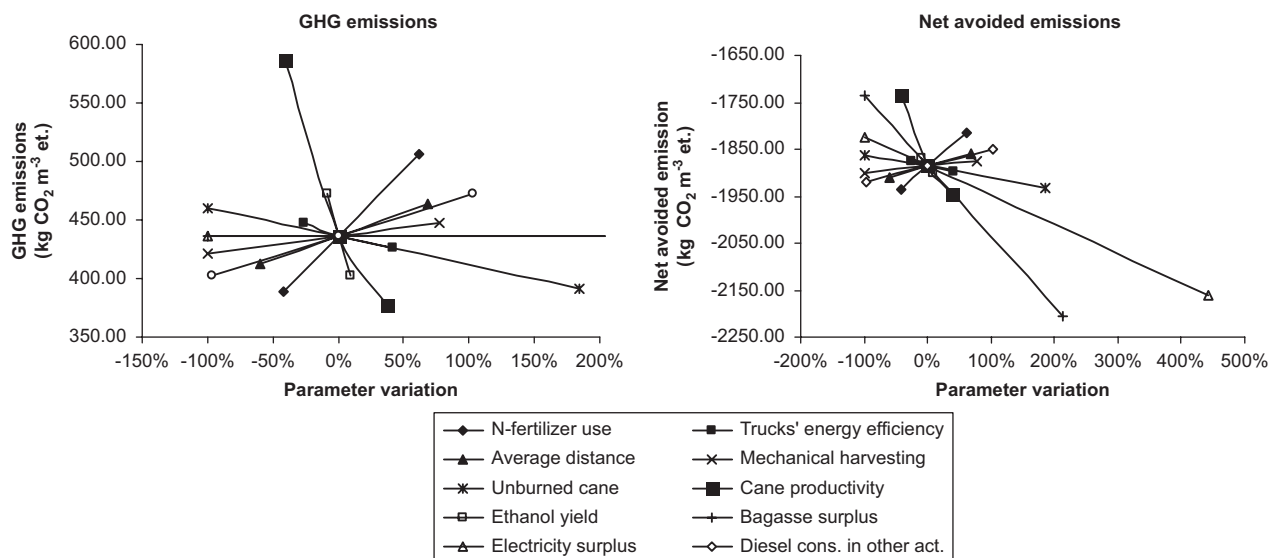 GHG emissions
GHG emissions
(kg CO₂ m⁻³ et.)
600.00
550.00
500.00
450.00
400.00
350.00
-150%
-100%
-50%
0%
50%
100%
150%
200%
Parameter variation
Net avoided emissions
Net avoided emission
(kg CO₂ m⁻³ et.)
-1650.00
-1750.00
-1850.00
-1950.00
-2050.00
-2150.00
-2250.00
-200%
-100%
0%
100%
200%
300%
400%
500%
Parameter variation
N-fertilizer use
Average distance
Unburned cane
Ethanol yield
Electricity surplus
Trucks' energy efficiency
Mechanical harvesting
Cane productivity
Bagasse surplus
Diesel cons. in other act.